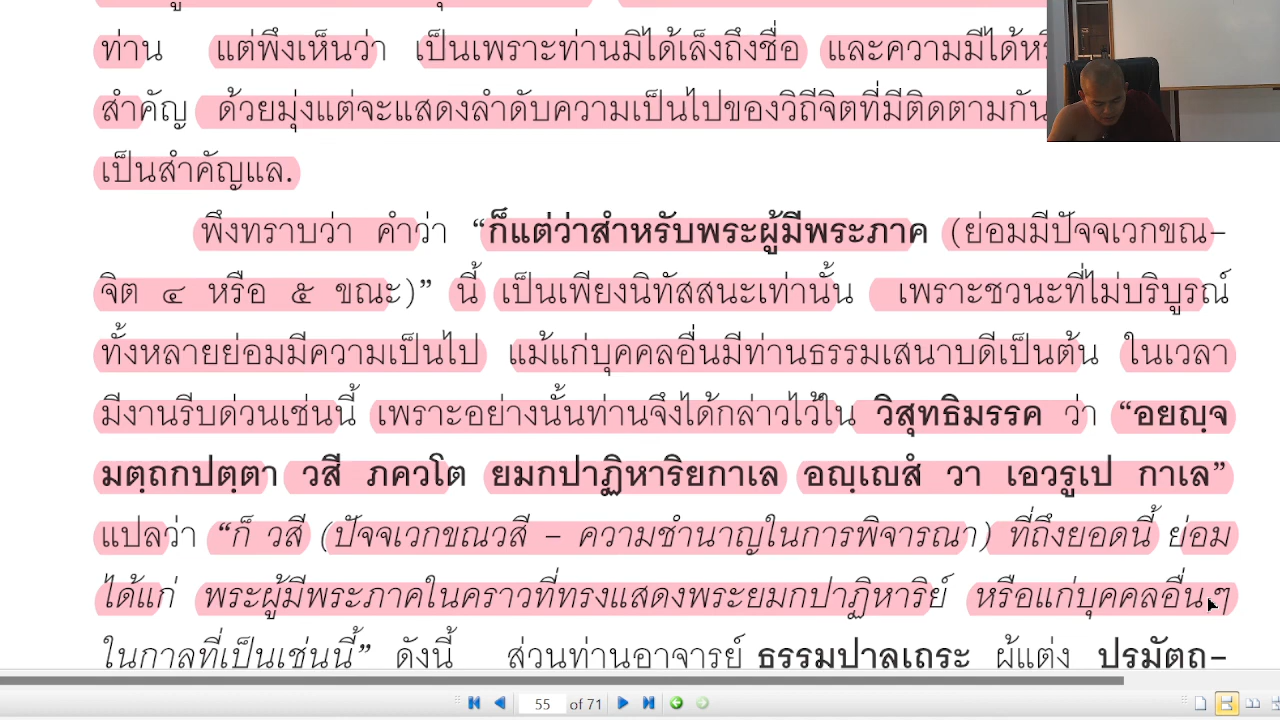 ท่าน แต่พึงเห็นว่า เป็นเพราะท่านมิได้เล็งถึงชื่อ และความมีได้
สำคัญ ด้วยมุ่งแต่จะแสดงลำดับความเป็นไปของวิถีจิตที่มีติดตามกัน
เป็นสำคัญแล.
พึงทราบว่า คำว่า “ก็แต่ว่าสำหรับพระผู้มีพระภาค (ย่อมมีปัจจเวกขณ-
จิต ๔ หรือ ๕ ขณะ)” นี้ เป็นเพียงนิทัสสนะเท่านั้น เพราะชวนะที่ไม่บริบูรณ์
ทั้งหลายย่อมมีความเป็นไป แม้แก่บุคคลอื่นมีท่านธรรมเสนาบดีเป็นต้น ในเวลา
มีงานรีบด่วนเช่นนี้ เพราะอย่างนั้นท่านจึงได้กล่าวไว้ใน วิสุทธิมรรค ว่า “อยญฺจ
มตฺถกปตฺตา วสี ภควโต ยมกปาฏิหาริยกาเล อญฺเญสํ วา เอวรูเป กาเล”
แปลว่า “ก็ วสี (ปัจจเวกขณวสี – ความชำนาญในการพิจารณา) ที่ถึงยอดนี้ ย่อม
ได้แก่ พระผู้มีพระภาคในคราวที่ทรงแสดงพระยมกปาฏิหาริย์ หรือแก่บุคคลอื่น ๆ
ในกาลที่เป็นเช่นนี้” ดังนี้ ส่วนท่านอาจารย์ ธรรมปาลเถระ ผู้แต่ง ปรมัตถ-
55 of 71